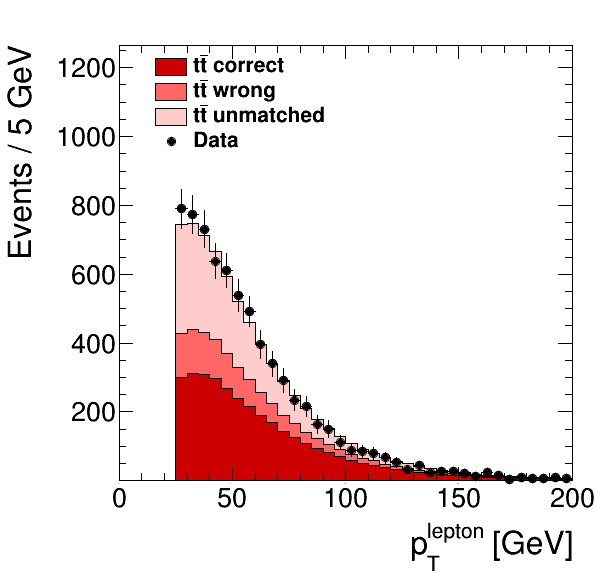 Events / 5 GeV
1200
1000
800
600
400
200
tt̄ correct
tt̄ wrong
tt̄ unmatched
Data
0 50 100 150 200
p_T^lepton [GeV]